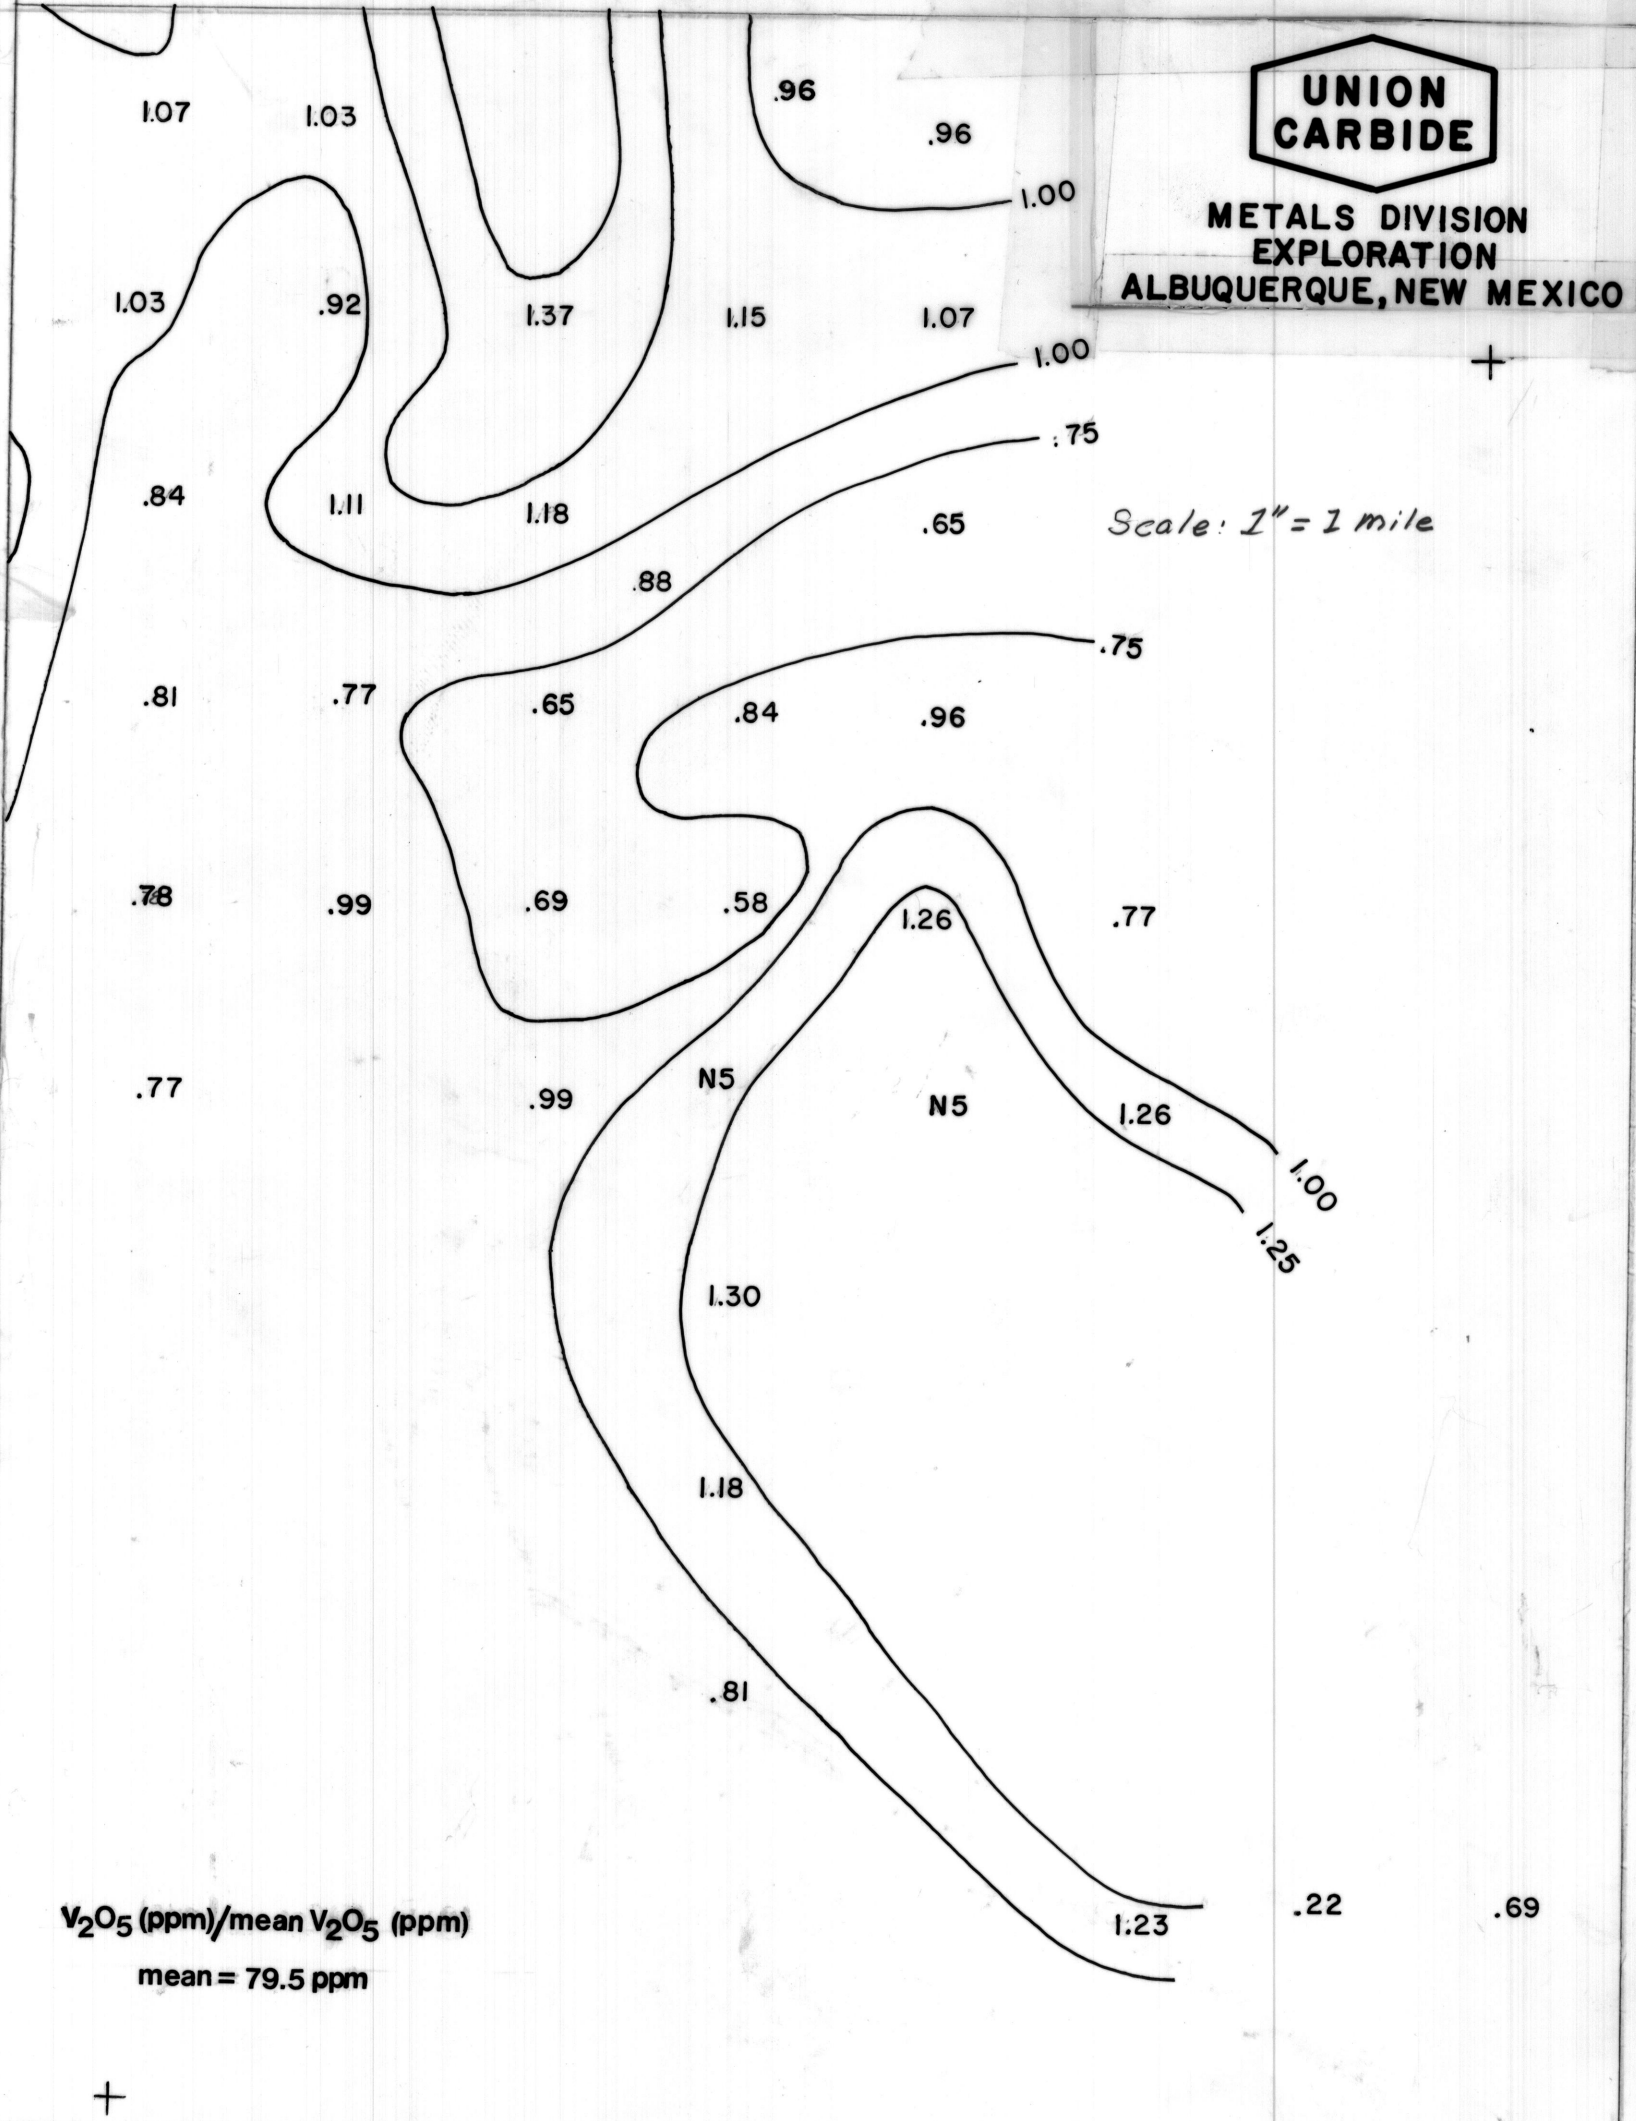 UNION
CARBIDE
METALS DIVISION
EXPLORATION
ALBUQUERQUE, NEW MEXICO
.96
1.07 1.03 .96
1.00
1.03 .92 1.37 1.15 1.07
1.00
.75
.84 1.11 1.18 .65 Scale: 1" = 1 mile
.88
.75
.81 .77 .65 .84 .96
.78 .99 .69 .58 1.26 .77
.77 .99 N5 N5 1.26
1.00
1.25
1.30
1.18
.81
1.23 .22 .69
V₂O₅ (ppm)/mean V₂O₅ (ppm)
mean = 79.5 ppm